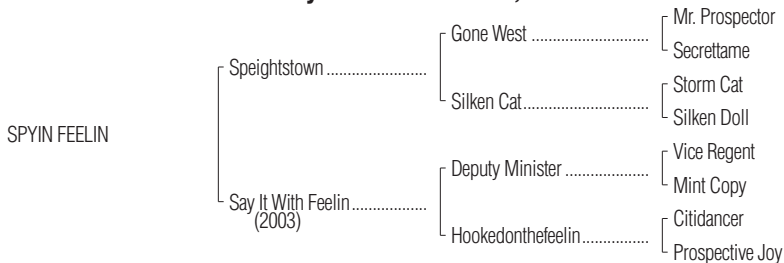 Mr. Prospector
Gone West ..............................
Secrettame
Speightstown .........................
Storm Cat
Silken Cat................................
Silken Doll
SPYIN FEELIN
Vice Regent
Deputy Minister .....................
Mint Copy
Say It With Feelin...................
(2003)
Citidancer
Hookedonthefeelin.................
Prospective Joy